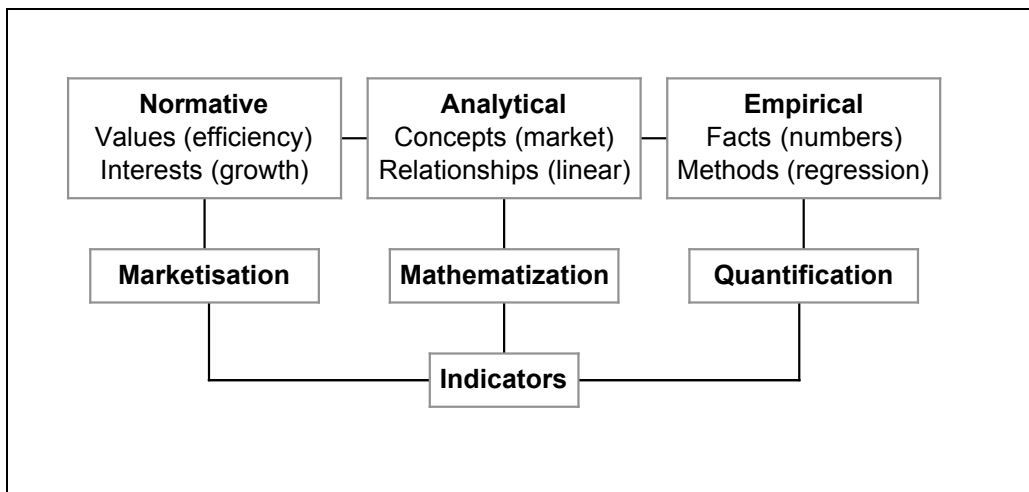 Normative
Values (efficiency)
Interests (growth)
Analytical
Concepts (market)
Relationships (linear)
Empirical
Facts (numbers)
Methods (regression)
Marketisation
Mathematization
Quantification
Indicators